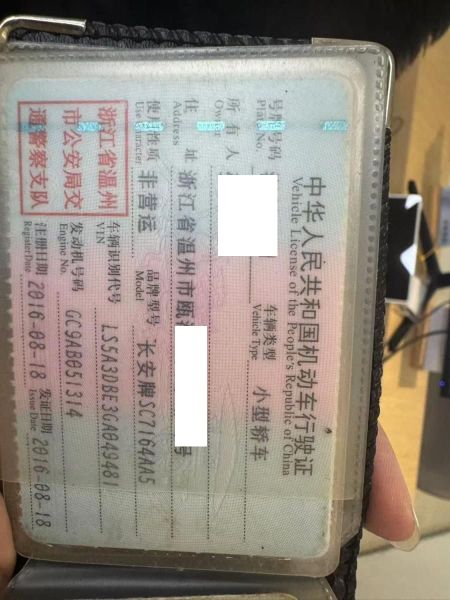 中华人民共和国机动车行驶证
Vehicle License of the People's Republic of China
号牌号码
Plate No.
车辆类型 小型轿车
Vehicle Type
所有人
Owner
住址 浙江省温州市瓯 号
Address
使用性质 非营运 品牌型号 长安牌SC7164AA5
Use Character Model
浙江省温州
市公安局交
通警察支队
车辆识别代号 LS5A3DBE3GA049481
VIN
发动机号码 GC9AB051314
Engine No.
注册日期 2016-08-18 发证日期 2016-08-18
Register Date Issue Date